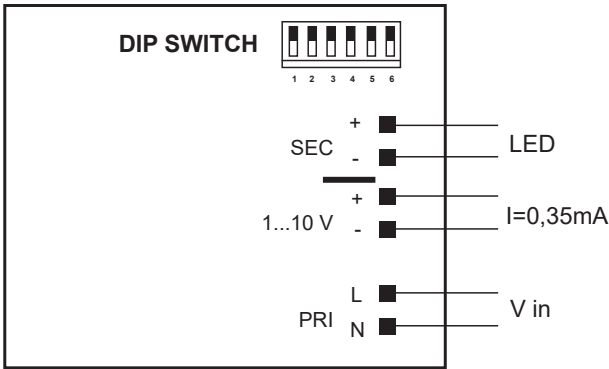 DIP SWITCH
1 2 3 4 5 6
+
SEC
-
LED
+
1...10 V
-
I=0,35mA
L
PRI
N
V in